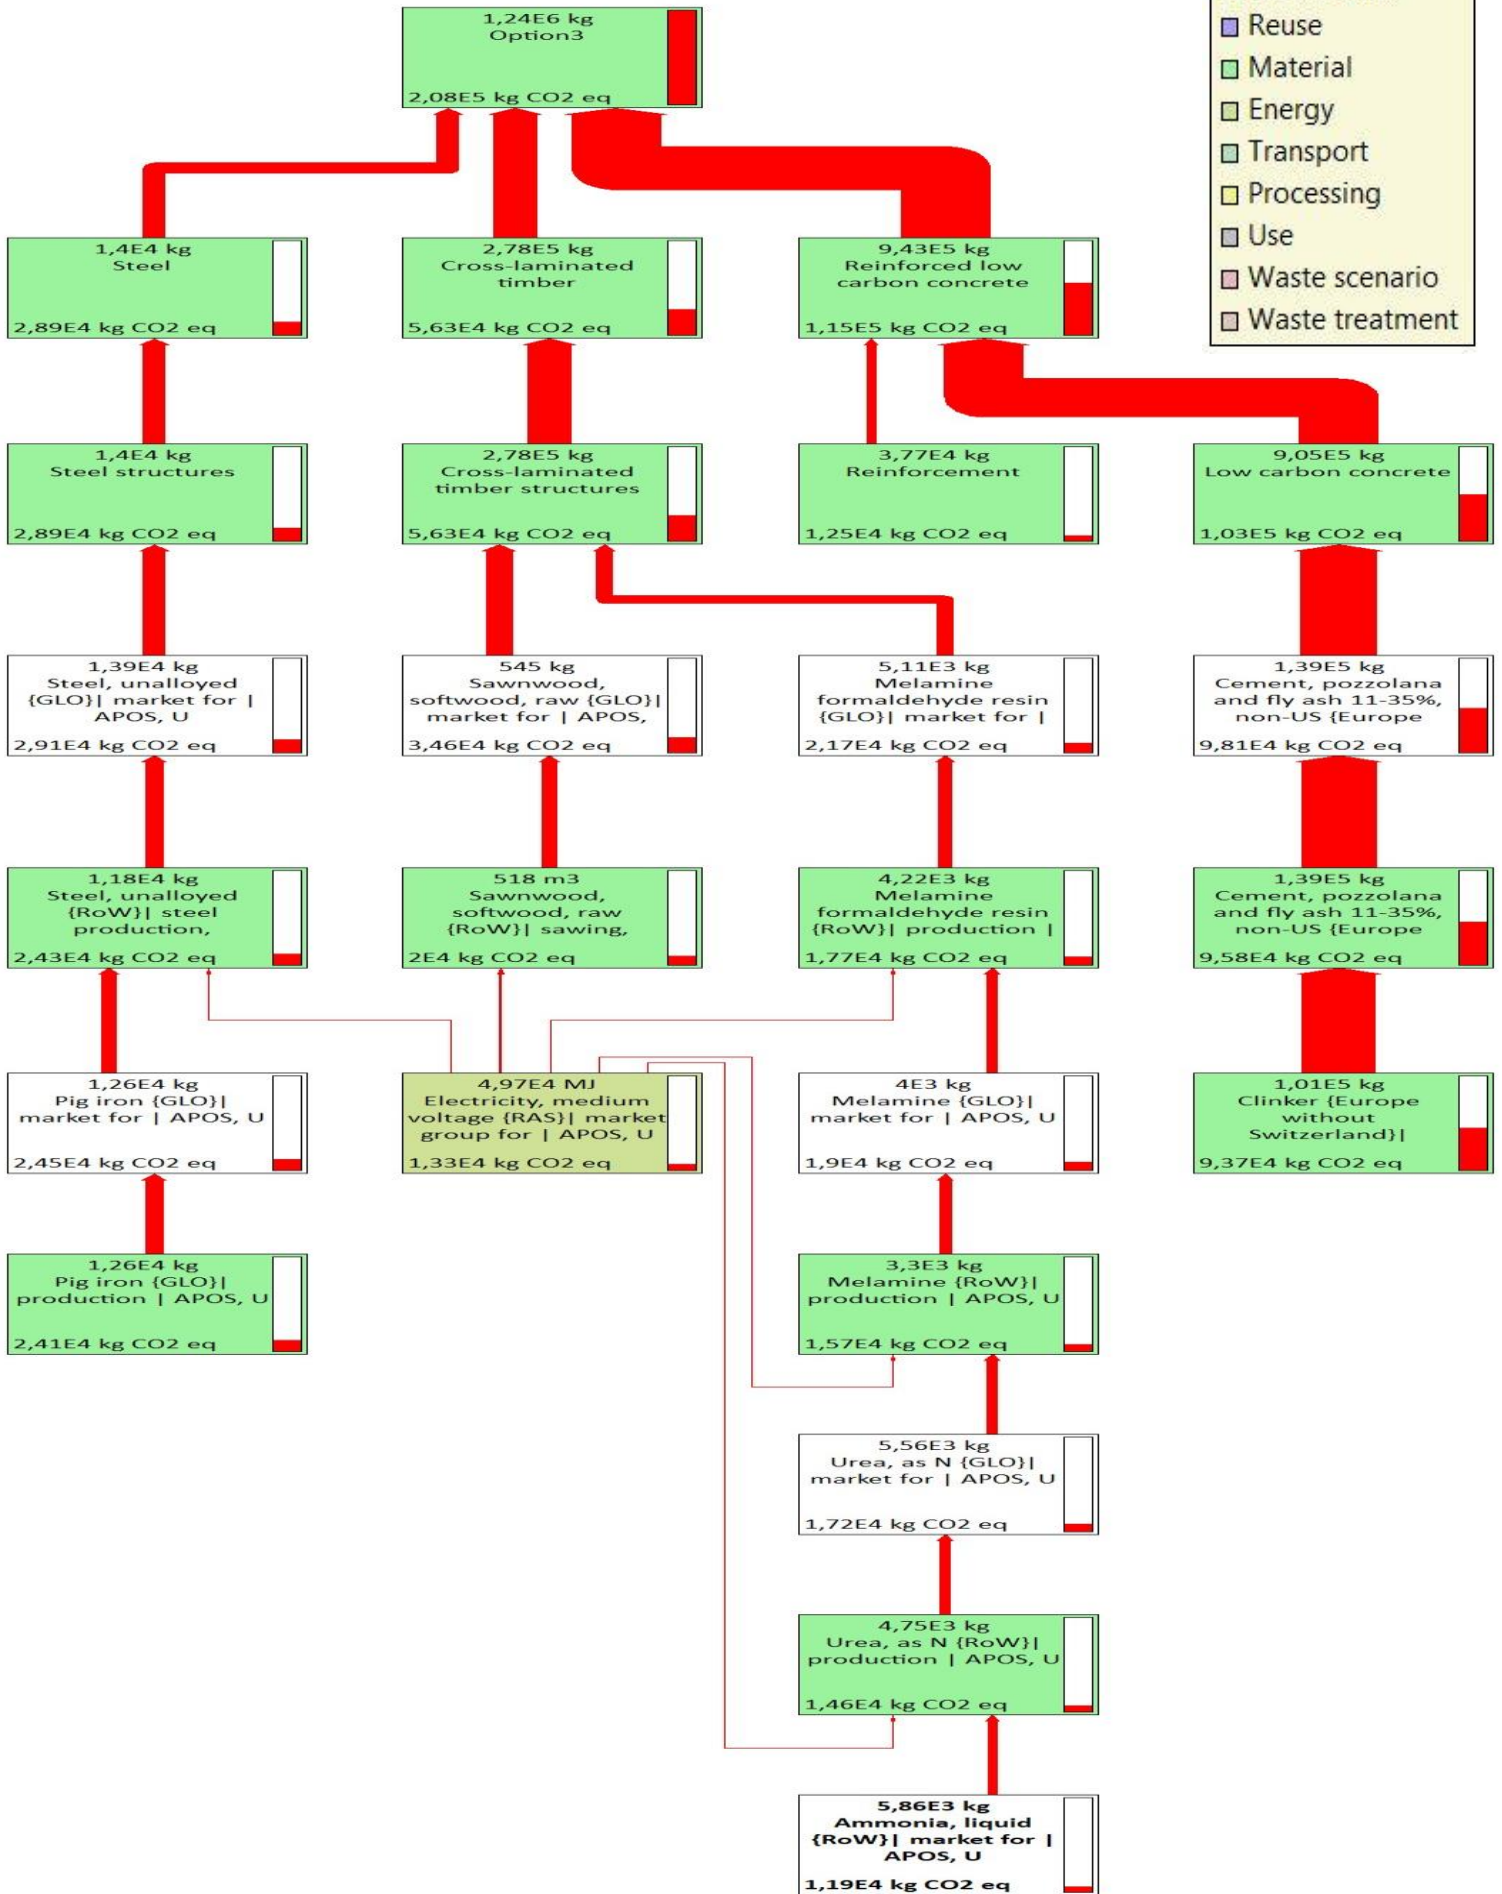 1,24E6 kg
Option3
2,08E5 kg CO2 eq
Reuse
Material
Energy
Transport
Processing
Use
Waste scenario
Waste treatment
1,4E4 kg
Steel
2,89E4 kg CO2 eq
2,78E5 kg
Cross-laminated
timber
5,63E4 kg CO2 eq
9,43E5 kg
Reinforced low
carbon concrete
1,15E5 kg CO2 eq
1,4E4 kg
Steel structures
2,89E4 kg CO2 eq
2,78E5 kg
Cross-laminated
timber structures
5,63E4 kg CO2 eq
3,77E4 kg
Reinforcement
1,25E4 kg CO2 eq
9,05E5 kg
Low carbon concrete
1,03E5 kg CO2 eq
1,39E4 kg
Steel, unalloyed
{GLO}| market for |
APOS, U
2,91E4 kg CO2 eq
545 kg
Sawnwood,
softwood, raw {GLO}|
market for | APOS,
3,46E4 kg CO2 eq
5,11E3 kg
Melamine
formaldehyde resin
{GLO}| market for |
2,17E4 kg CO2 eq
1,39E5 kg
Cement, pozzolana
and fly ash 11-35%,
non-US {Europe
9,81E4 kg CO2 eq
1,18E4 kg
Steel, unalloyed
{RoW}| steel
production,
2,43E4 kg CO2 eq
518 m3
Sawnwood,
softwood, raw
{RoW}| sawing,
2E4 kg CO2 eq
4,22E3 kg
Melamine
formaldehyde resin
{RoW}| production |
1,77E4 kg CO2 eq
1,39E5 kg
Cement, pozzolana
and fly ash 11-35%,
non-US {Europe
9,58E4 kg CO2 eq
1,26E4 kg
Pig iron {GLO}|
market for | APOS, U
2,45E4 kg CO2 eq
4,97E4 MJ
Electricity, medium
voltage {RAS}| market
group for | APOS, U
1,33E4 kg CO2 eq
4E3 kg
Melamine {GLO}|
market for | APOS, U
1,9E4 kg CO2 eq
1,01E5 kg
Clinker {Europe
without
Switzerland}|
9,37E4 kg CO2 eq
1,26E4 kg
Pig iron {GLO}|
production | APOS, U
2,41E4 kg CO2 eq
3,3E3 kg
Melamine {RoW}|
production | APOS, U
1,57E4 kg CO2 eq
5,56E3 kg
Urea, as N {GLO}|
market for | APOS, U
1,72E4 kg CO2 eq
4,75E3 kg
Urea, as N {RoW}|
production | APOS, U
1,46E4 kg CO2 eq
5,86E3 kg
Ammonia, liquid
{RoW}| market for |
APOS, U
1,19E4 kg CO2 eq